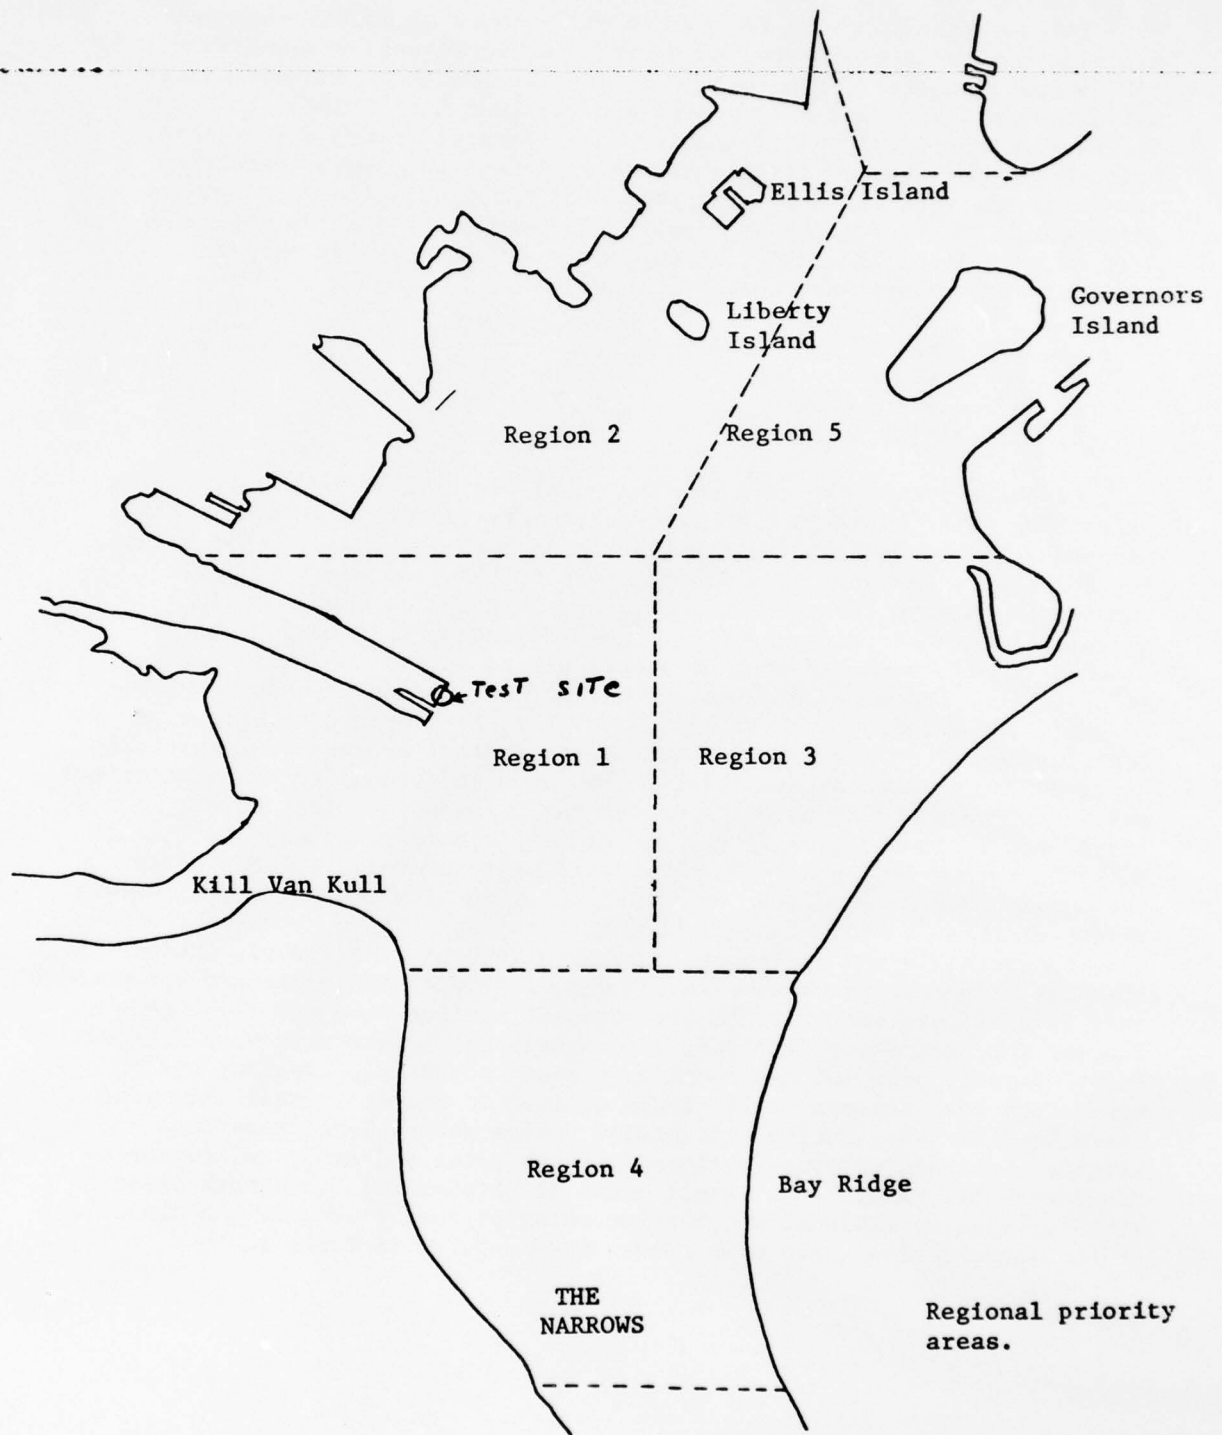 Ellis Island
Governors
Island
Liberty
Island
Region 2
Region 5
TesT siTe
Region 1
Region 3
Kill Van Kull
Region 4
Bay Ridge
THE
NARROWS
Regional priority
areas.